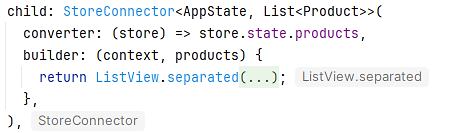 child: StoreConnector<AppState, List<Product>>(
converter: (store) => store.state.products,
builder: (context, products) {
return ListView.separated(...); ListView.separated
},
), StoreConnector